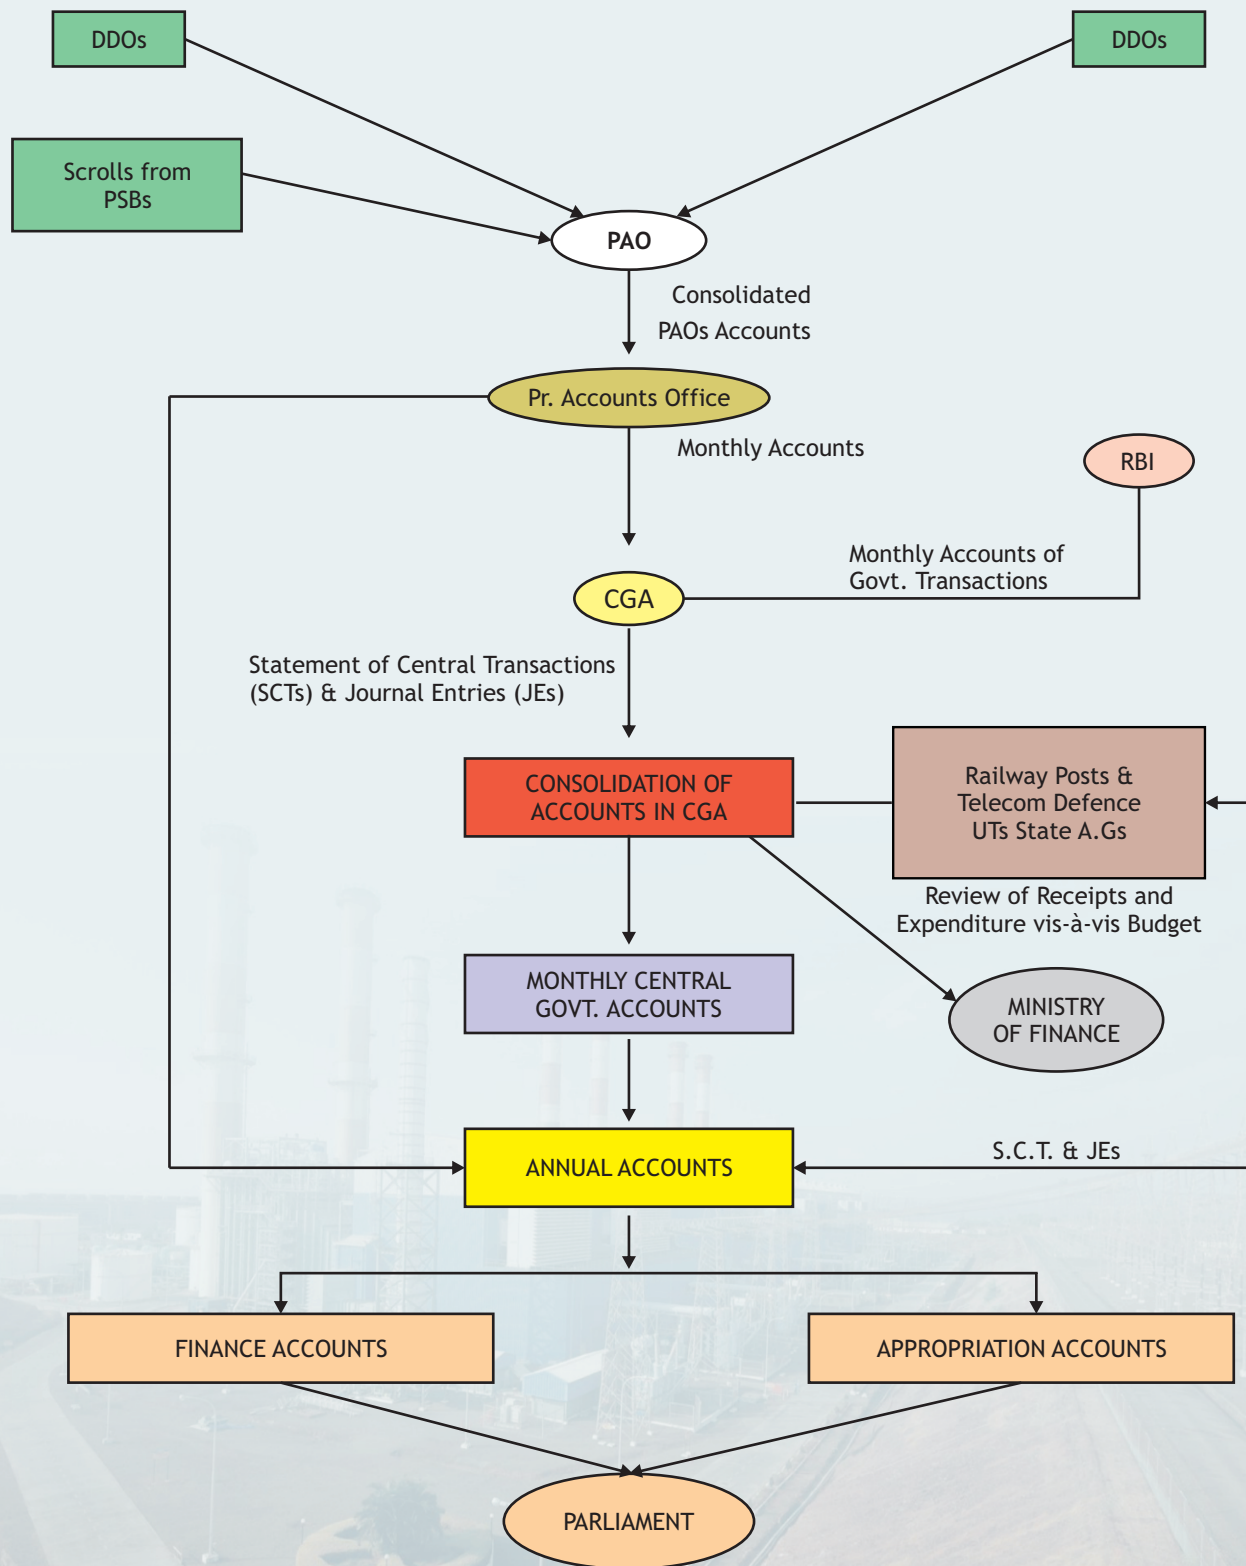 DDOs
DDOs
Scrolls from
PSBs
PAO
Consolidated
PAOs Accounts
Pr. Accounts Office
Monthly Accounts
RBI
Monthly Accounts of
Govt. Transactions
CGA
Statement of Central Transactions
(SCTs) & Journal Entries (JEs)
CONSOLIDATION OF
ACCOUNTS IN CGA
Railway Posts &
Telecom Defence
UTs State A.Gs
Review of Receipts and
Expenditure vis-à-vis Budget
MONTHLY CENTRAL
GOVT. ACCOUNTS
MINISTRY
OF FINANCE
ANNUAL ACCOUNTS
S.C.T. & JEs
FINANCE ACCOUNTS
APPROPRIATION ACCOUNTS
PARLIAMENT